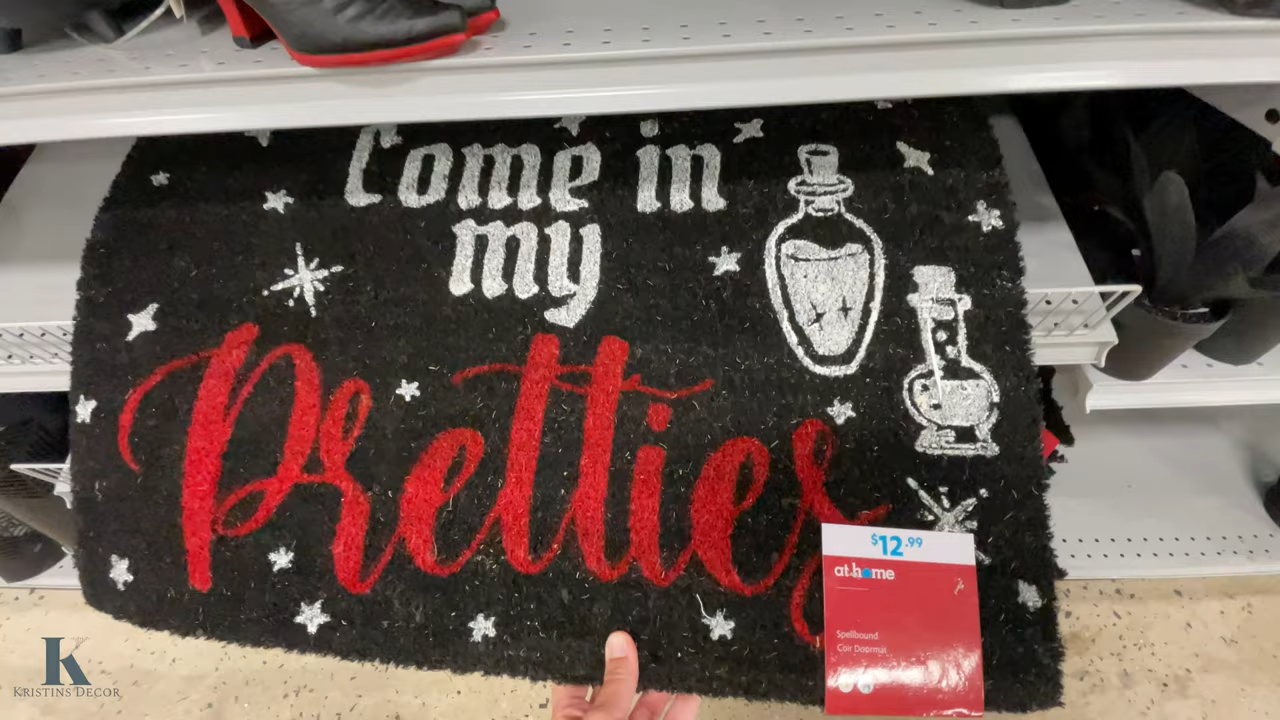 Come in
my
Pretties
$12.99
at home
Spellbound
Coir Doormat
K
KRISTINS DECOR